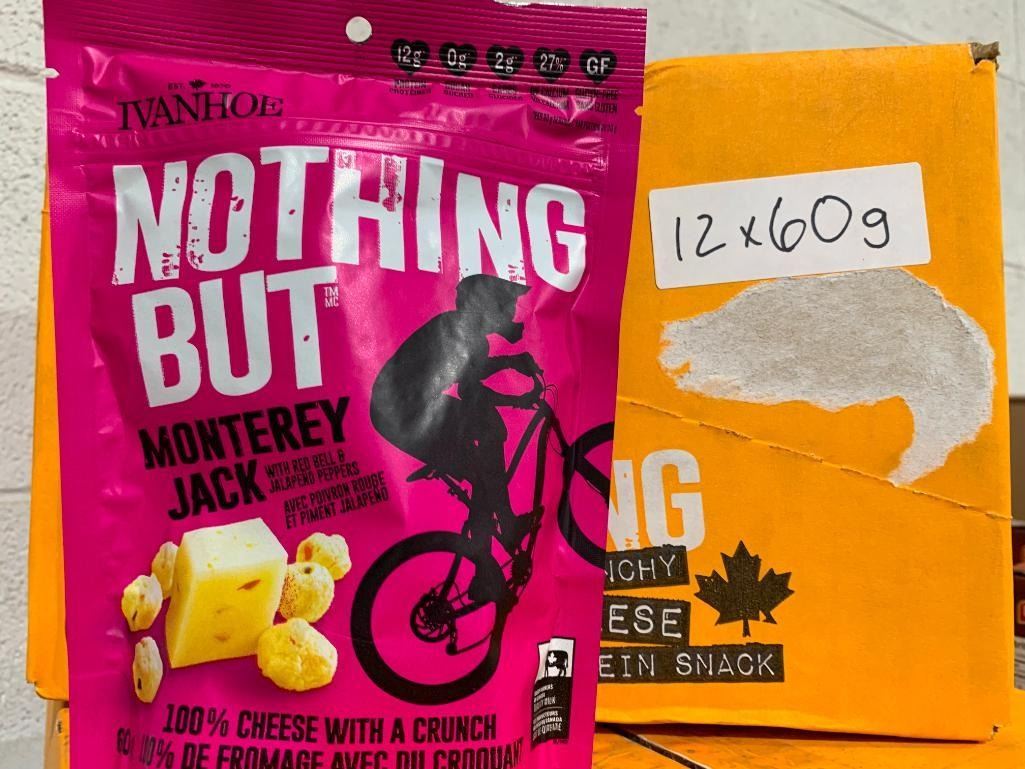 12g 0g 2g 27% GF
EST. 1870
IVANHOE
NOTHING
BUT
TM
MC
MONTEREY
JACK WITH RED BELL &
JALAPEÑO PEPPERS
AVEC POIVRON ROUGE
ET PIMENT JALAPEÑO
100% CHEESE WITH A CRUNCH
100% DE FROMAGE AVEC DU CROQUANT
12x60g
NG
NCHY
ESE
EIN SNACK